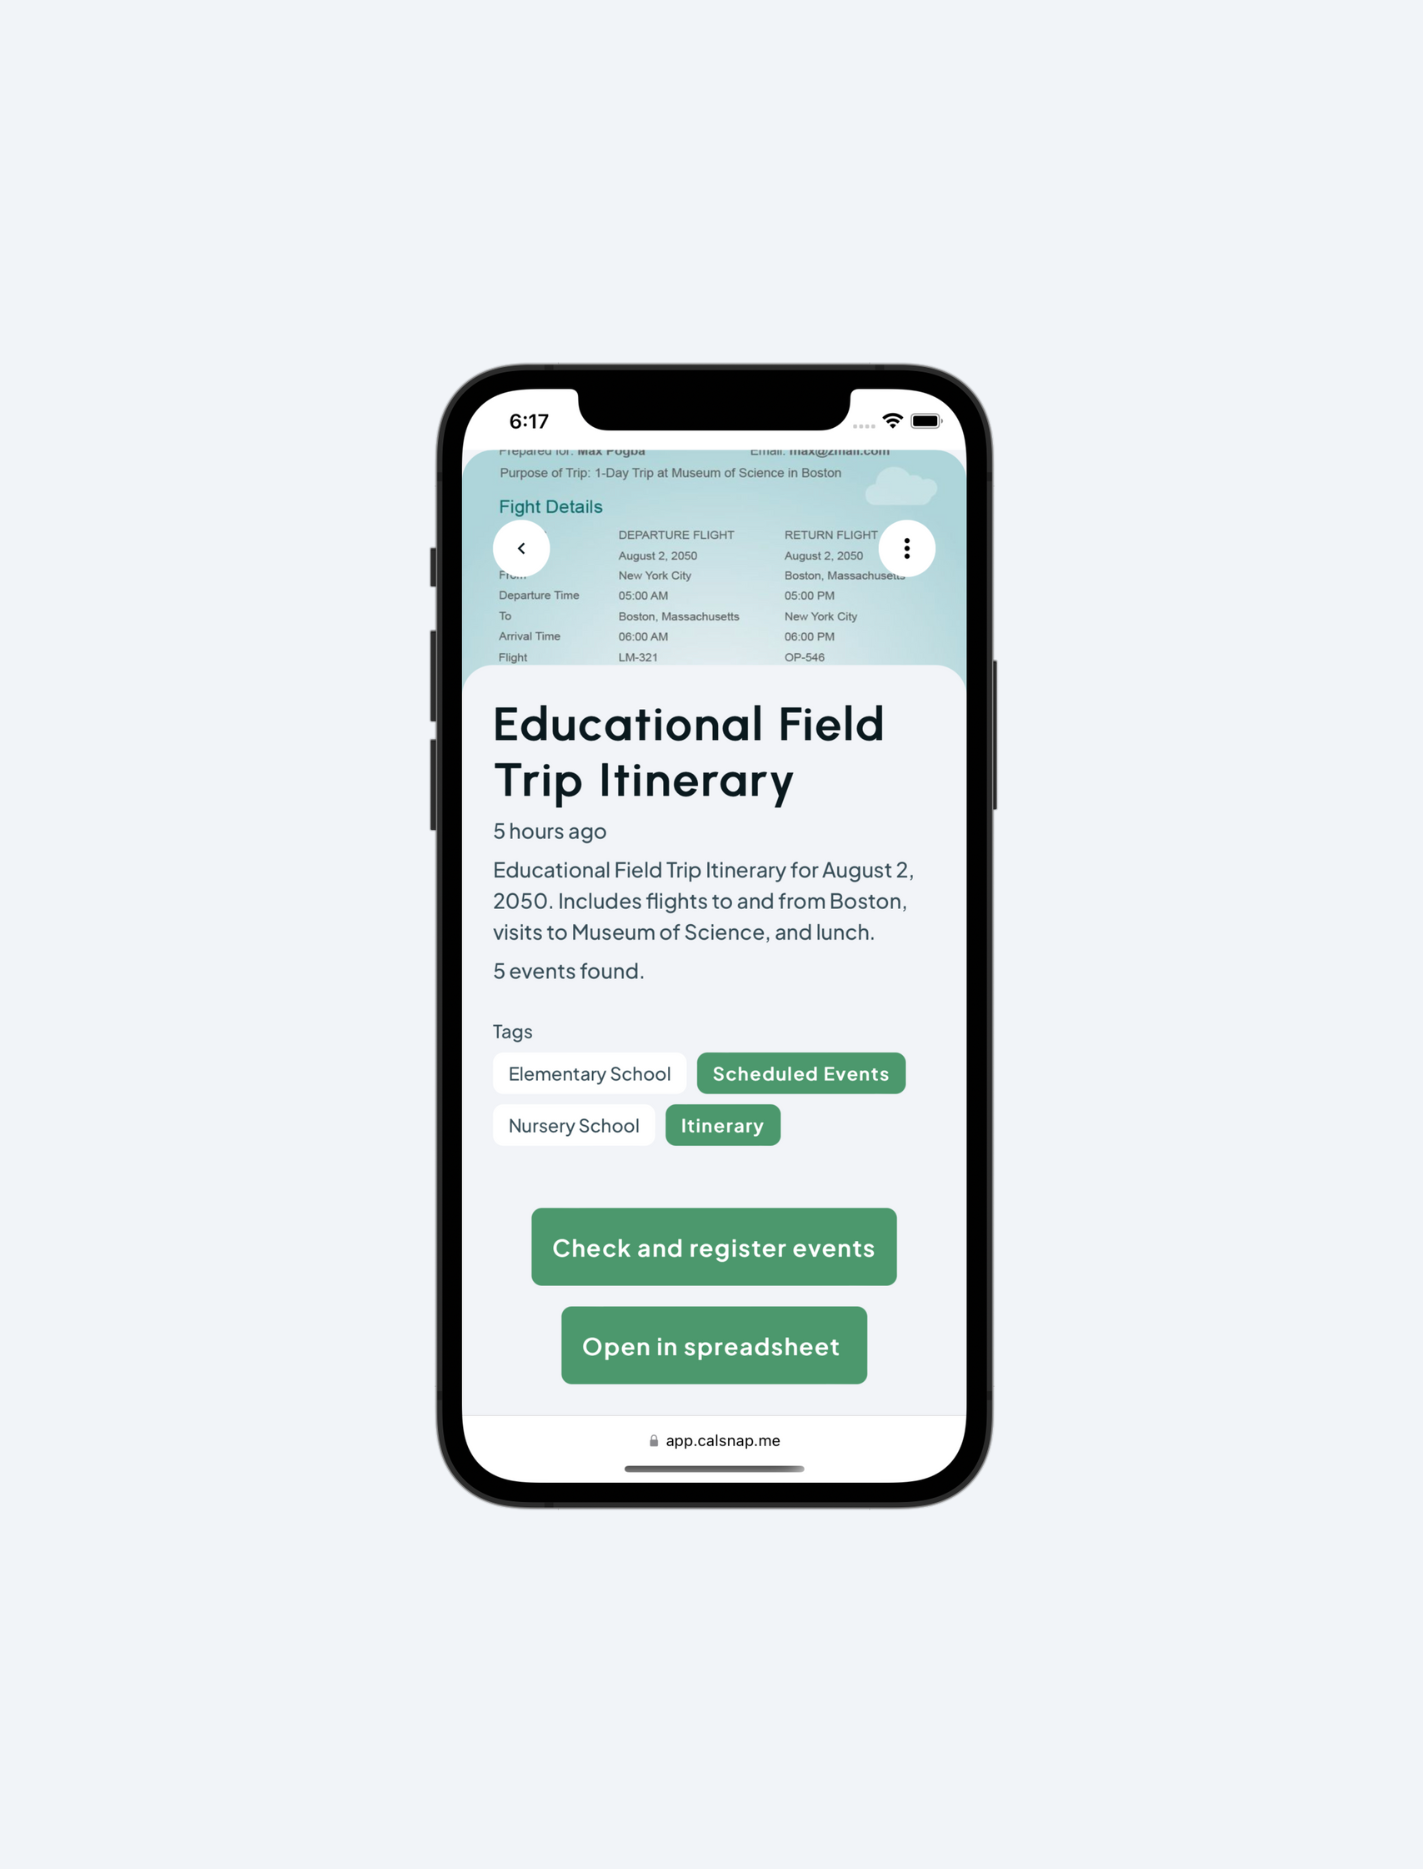 6:17
Prepared for: Max Pogba Email: max@zmail.com
Purpose of Trip: 1-Day Trip at Museum of Science in Boston
Fight Details
DEPARTURE FLIGHT RETURN FLIGHT
August 2, 2050 August 2, 2050
From New York City Boston, Massachusetts
Departure Time 05:00 AM 05:00 PM
To Boston, Massachusetts New York City
Arrival Time 06:00 AM 06:00 PM
Flight LM-321 OP-546
Educational Field
Trip Itinerary
5 hours ago
Educational Field Trip Itinerary for August 2,
2050. Includes flights to and from Boston,
visits to Museum of Science, and lunch.
5 events found.
Tags
Elementary School Scheduled Events
Nursery School Itinerary
Check and register events
Open in spreadsheet
app.calsnap.me